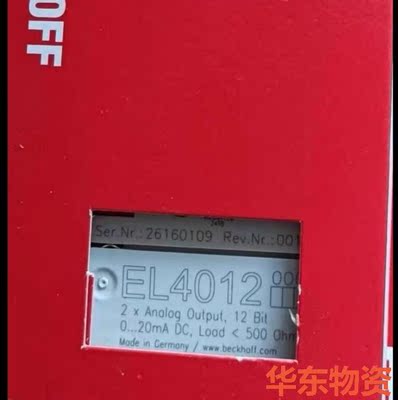 OFF
Ser.Nr.: 26160109 Rev.Nr.:001
EL4012
2 x Analog Output, 12 Bit
0...20mA DC, Load < 500 Ohm
Made in Germany / www.beckhoff.com
华东物资